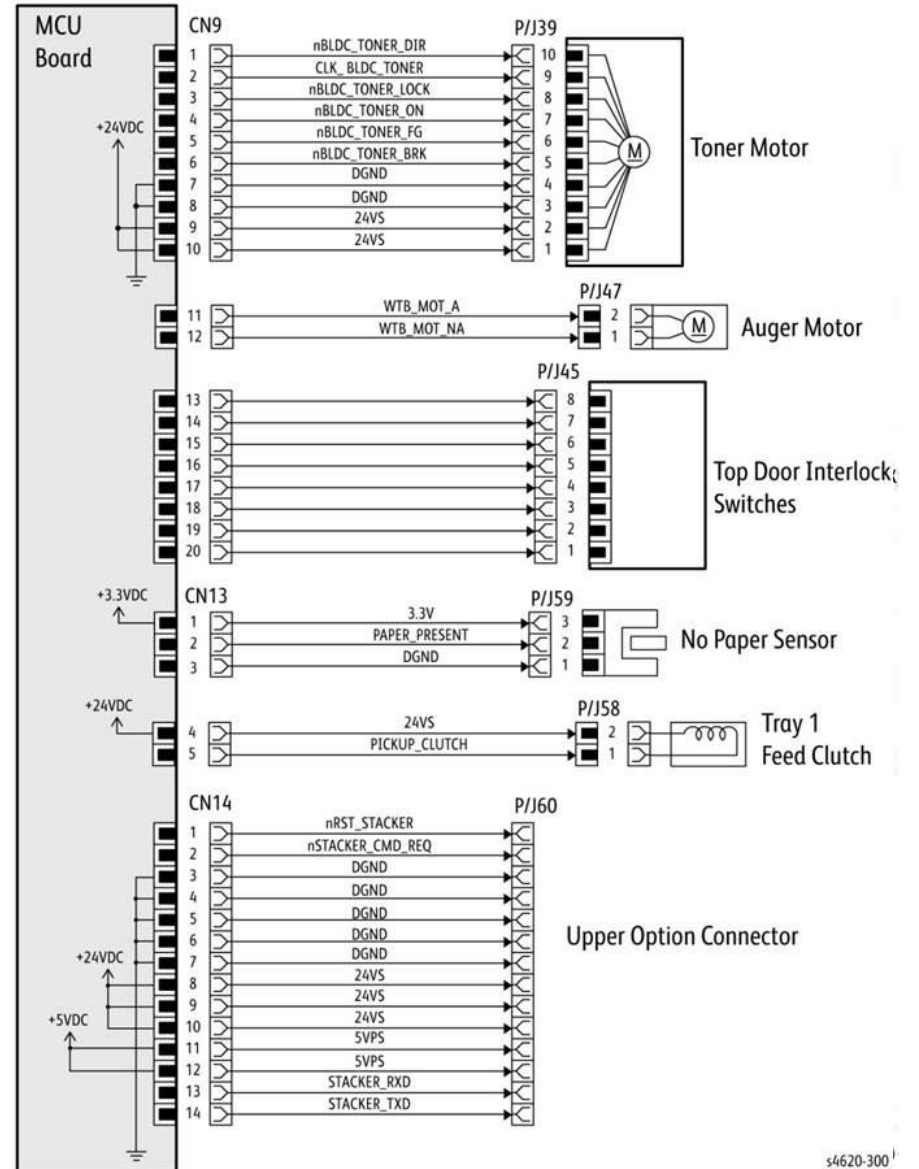 MCU
Board
CN9
P/J39
+24VDC
1 nBLDC_TONER_DIR 10
2 CLK_ BLDC_TONER 9
3 nBLDC_TONER_LOCK 8
4 nBLDC_TONER_ON 7
5 nBLDC_TONER_FG 6
6 nBLDC_TONER_BRK 5
7 DGND 4
8 DGND 3
9 24VS 2
10 24VS 1
M
Toner Motor
P/J47
11 WTB_MOT_A 2
12 WTB_MOT_NA 1
M
Auger Motor
P/J45
13 8
14 7
15 6
16 5
17 4
18 3
19 2
20 1
Top Door Interlock
Switches
+3.3VDC
CN13
P/J59
1 3.3V 3
2 PAPER_PRESENT 2
3 DGND 1
No Paper Sensor
+24VDC
P/J58
4 24VS 2
5 PICKUP_CLUTCH 1
Tray 1
Feed Clutch
CN14
P/J60
1 nRST_STACKER
2 nSTACKER_CMD_REQ
3 DGND
4 DGND
5 DGND
6 DGND
7 DGND
+24VDC
8 24VS
9 24VS
10 24VS
+5VDC
11 5VPS
12 5VPS
13 STACKER_RXD
14 STACKER_TXD
Upper Option Connector
s4620-300